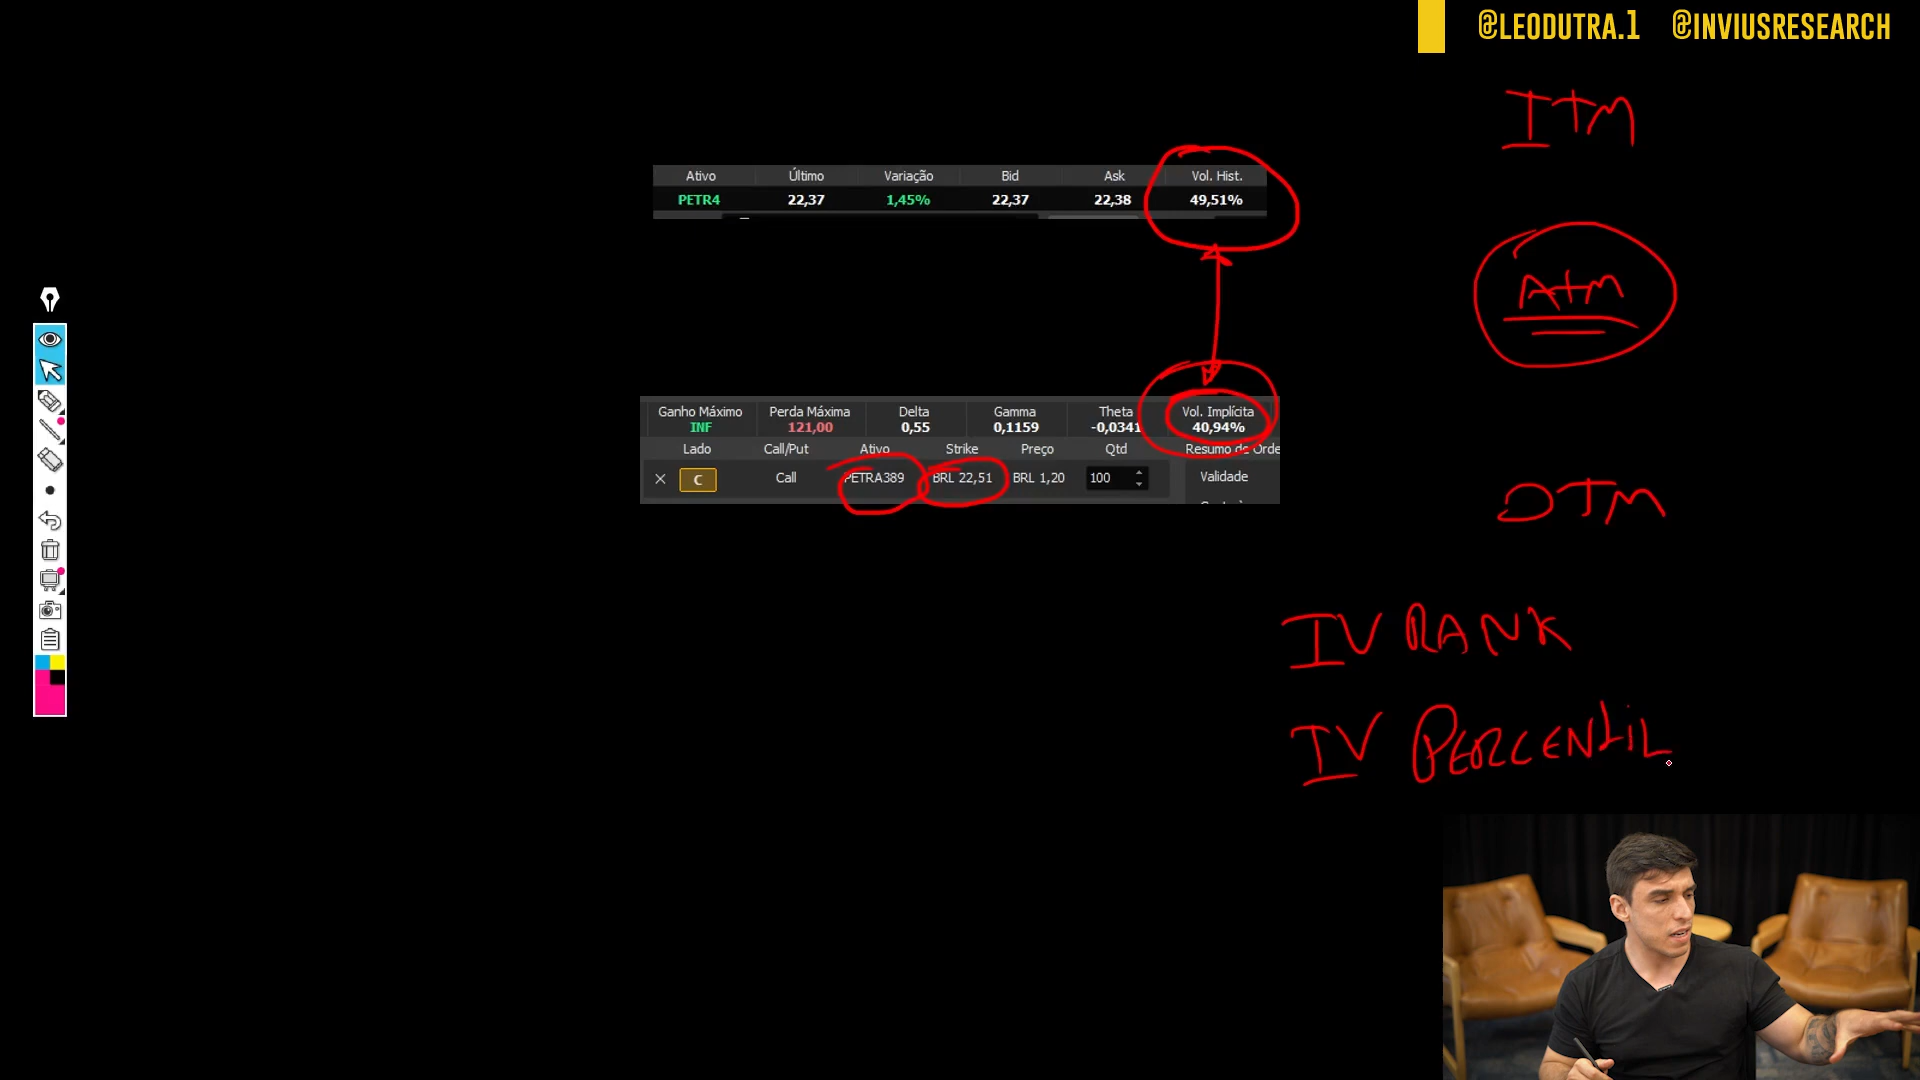 @LEODUTRA.1 @INVIUSRESEARCH
ITM
Ativo Último Variação Bid Ask Vol. Hist.
PETR4 22,37 1,45% 22,37 22,38 49,51%
ATM
Ganho Máximo Perda Máxima Delta Gamma Theta Vol. Implícita
INF 121,00 0,55 0,1159 -0,0341 40,94%
Lado Call/Put Ativo Strike Preço Qtd Resumo de Orde
C Call PETRA389 BRL 22,51 BRL 1,20 100 Validade
OTM
IV RANK
IV PERCENTIL